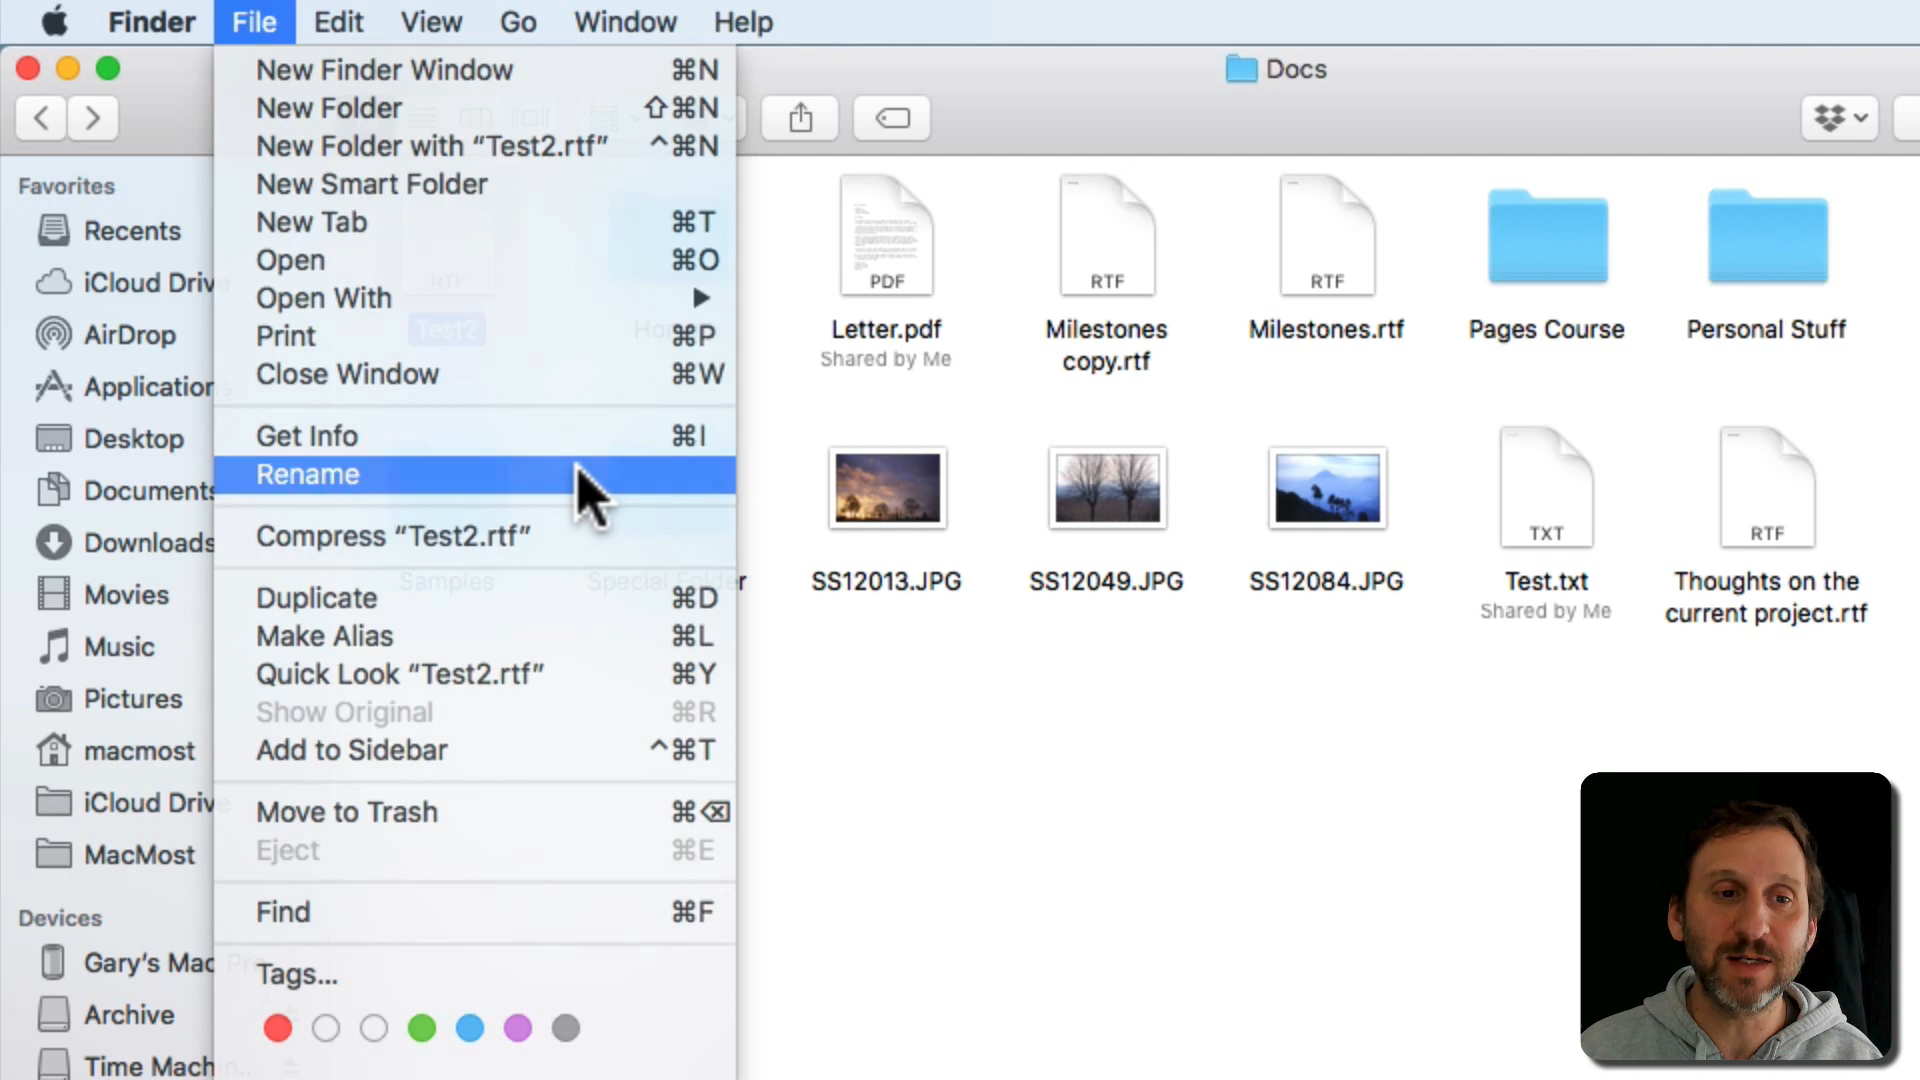 Finder File Edit View Go Window Help
Docs
Favorites
Recents
iCloud Drive
AirDrop
Applications
Desktop
Documents
Downloads
Movies
Music
Pictures
macmost
iCloud Drive
MacMost
Devices
Gary's Mac Pro
Archive
Time Machin...
New Finder Window ⌘N
New Folder ⇧⌘N
New Folder with “Test2.rtf” ^⌘N
New Smart Folder
New Tab ⌘T
Open ⌘O
Open With ▶
Print ⌘P
Close Window ⌘W
Get Info ⌘I
Rename
Compress “Test2.rtf”
Duplicate ⌘D
Make Alias ⌘L
Quick Look “Test2.rtf” ⌘Y
Show Original ⌘R
Add to Sidebar ^⌘T
Move to Trash ⌘⌫
Eject ⌘E
Find ⌘F
Tags...
RTF
Test2
Samples
Special Folder
PDF
Letter.pdf
Shared by Me
RTF
Milestones
copy.rtf
RTF
Milestones.rtf
Pages Course
Personal Stuff
SS12013.JPG
SS12049.JPG
SS12084.JPG
TXT
Test.txt
Shared by Me
RTF
Thoughts on the
current project.rtf